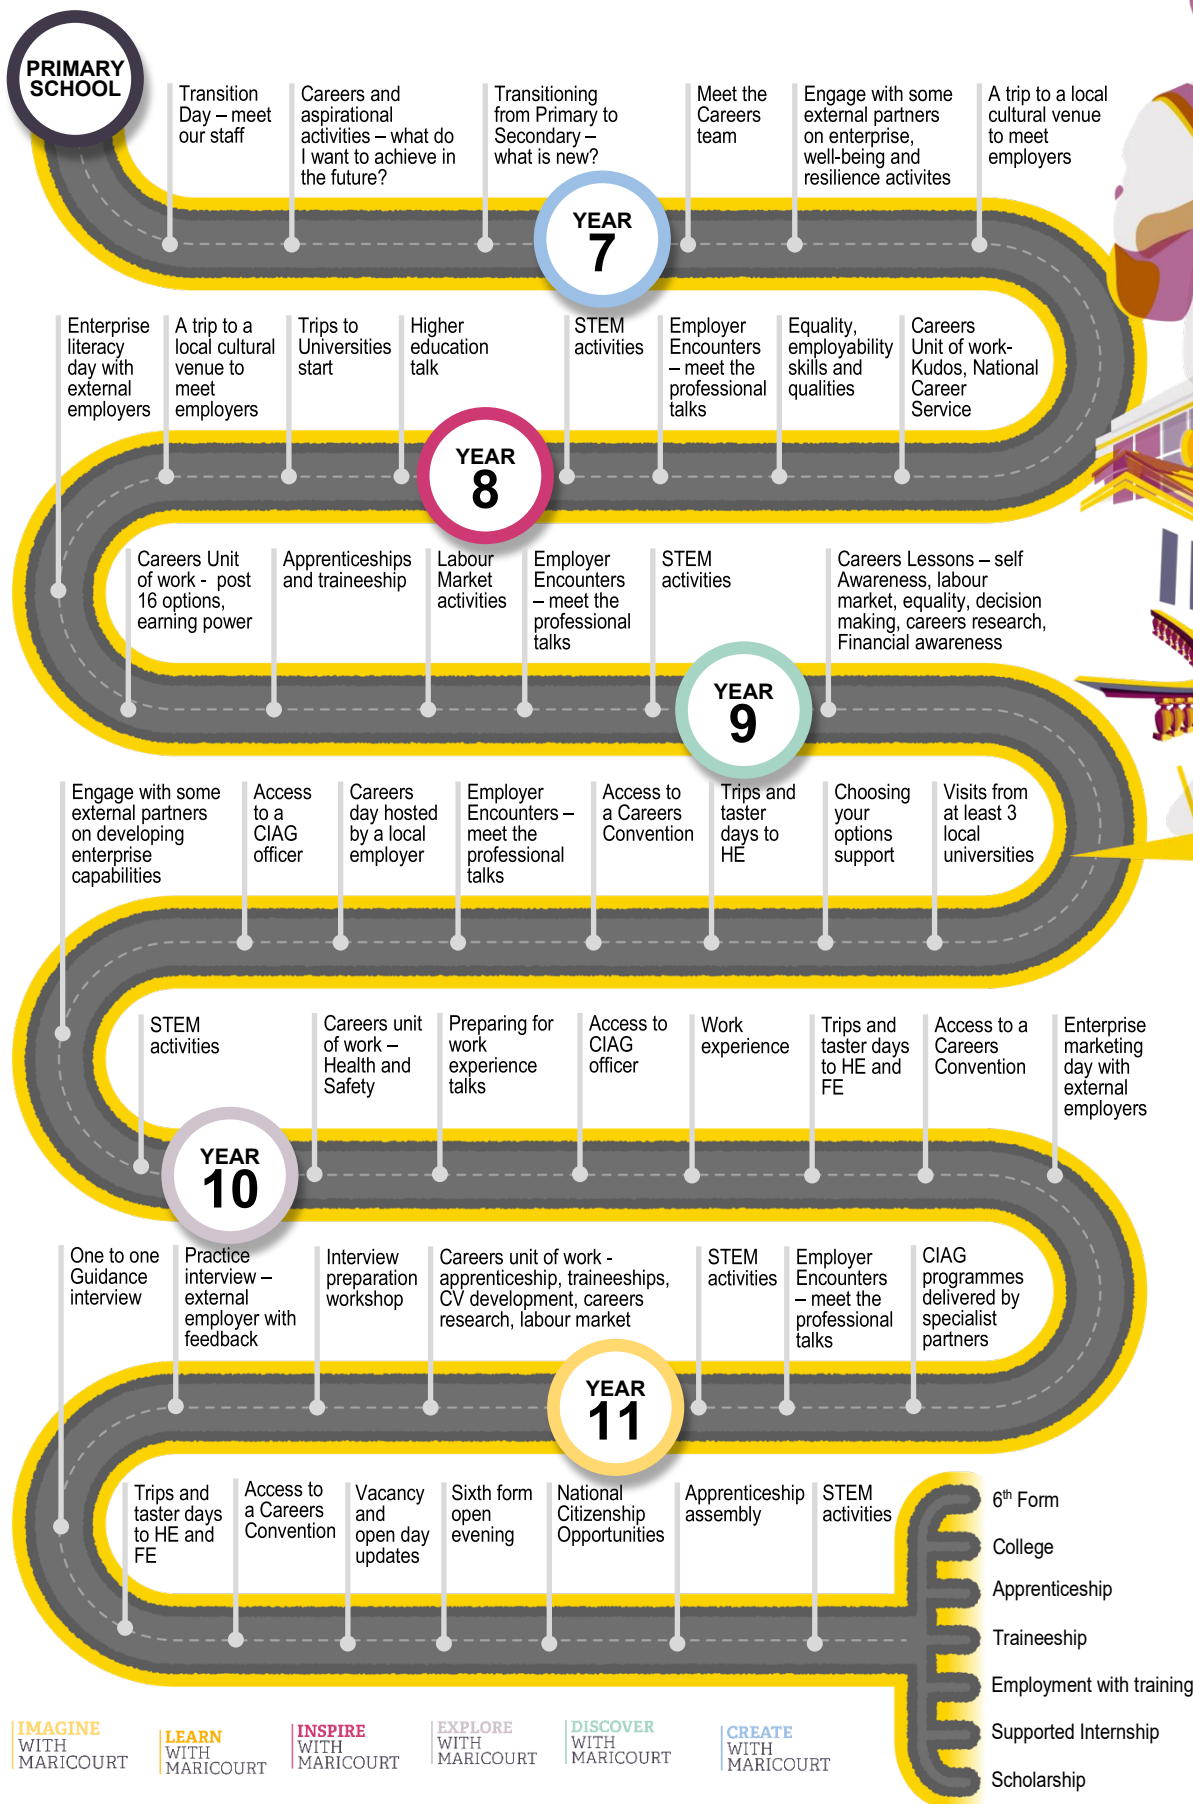 PRIMARY
SCHOOL
Transition
Day – meet
our staff
Careers and
aspirational
activities – what do
I want to achieve in
the future?
Transitioning
from Primary to
Secondary –
what is new?
Meet the
Careers
team
Engage with some
external partners
on enterprise,
well-being and
resilience activites
A trip to a local
cultural venue
to meet
employers
YEAR
7
Enterprise
literacy
day with
external
employers
A trip to a
local cultural
venue to
meet
employers
Trips to
Universities
start
Higher
education
talk
STEM
activities
Employer
Encounters
– meet the
professional
talks
Equality,
employability
skills and
qualities
Careers
Unit of work-
Kudos, National
Career
Service
YEAR
8
Careers Unit
of work - post
16 options,
earning power
Apprenticeships
and traineeship
Labour
Market
activities
Employer
Encounters
– meet the
professional
talks
STEM
activities
Careers Lessons – self
Awareness, labour
market, equality, decision
making, careers research,
Financial awareness
YEAR
9
Engage with some
external partners
on developing
enterprise
capabilities
Access
to a
CIAG
officer
Careers
day hosted
by a local
employer
Employer
Encounters –
meet the
professional
talks
Access to
a Careers
Convention
Trips and
taster
days to
HE
Choosing
your
options
support
Visits from
at least 3
local
universities
STEM
activities
Careers unit
of work –
Health and
Safety
Preparing for
work
experience
talks
Access to
CIAG
officer
Work
experience
Trips and
taster days
to HE and
FE
Access to a
Careers
Convention
Enterprise
marketing
day with
external
employers
YEAR
10
One to one
Guidance
interview
Practice
interview –
external
employer with
feedback
Interview
preparation
workshop
Careers unit of work -
apprenticeship, traineeships,
CV development, careers
research, labour market
STEM
activities
Employer
Encounters
– meet the
professional
talks
CIAG
programmes
delivered by
specialist
partners
YEAR
11
Trips and
taster days
to HE and
FE
Access to
a Careers
Convention
Vacancy
and
open day
updates
Sixth form
open
evening
National
Citizenship
Opportunities
Apprenticeship
assembly
STEM
activities
6th Form
College
Apprenticeship
Traineeship
Employment with training
Supported Internship
Scholarship
IMAGINE
WITH
MARICOURT
LEARN
WITH
MARICOURT
INSPIRE
WITH
MARICOURT
EXPLORE
WITH
MARICOURT
DISCOVER
WITH
MARICOURT
CREATE
WITH
MARICOURT